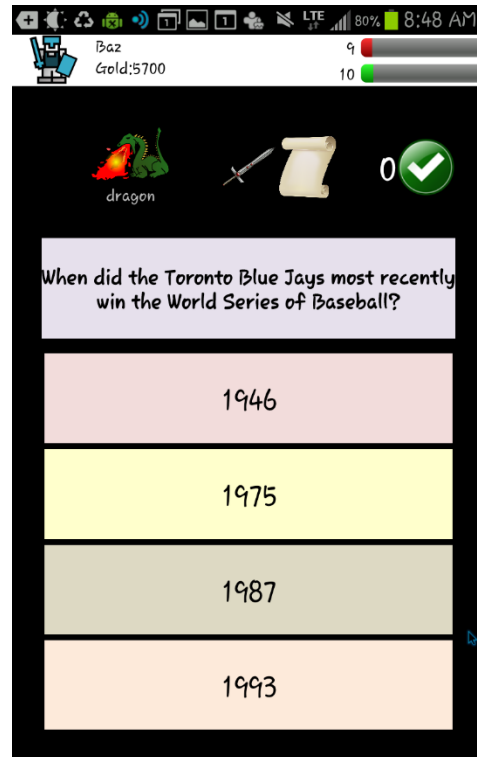 LTE 80% 8:48 AM
Baz 9
Gold:5700 10
dragon
0
When did the Toronto Blue Jays most recently
win the World Series of Baseball?
1946
1975
1987
1993